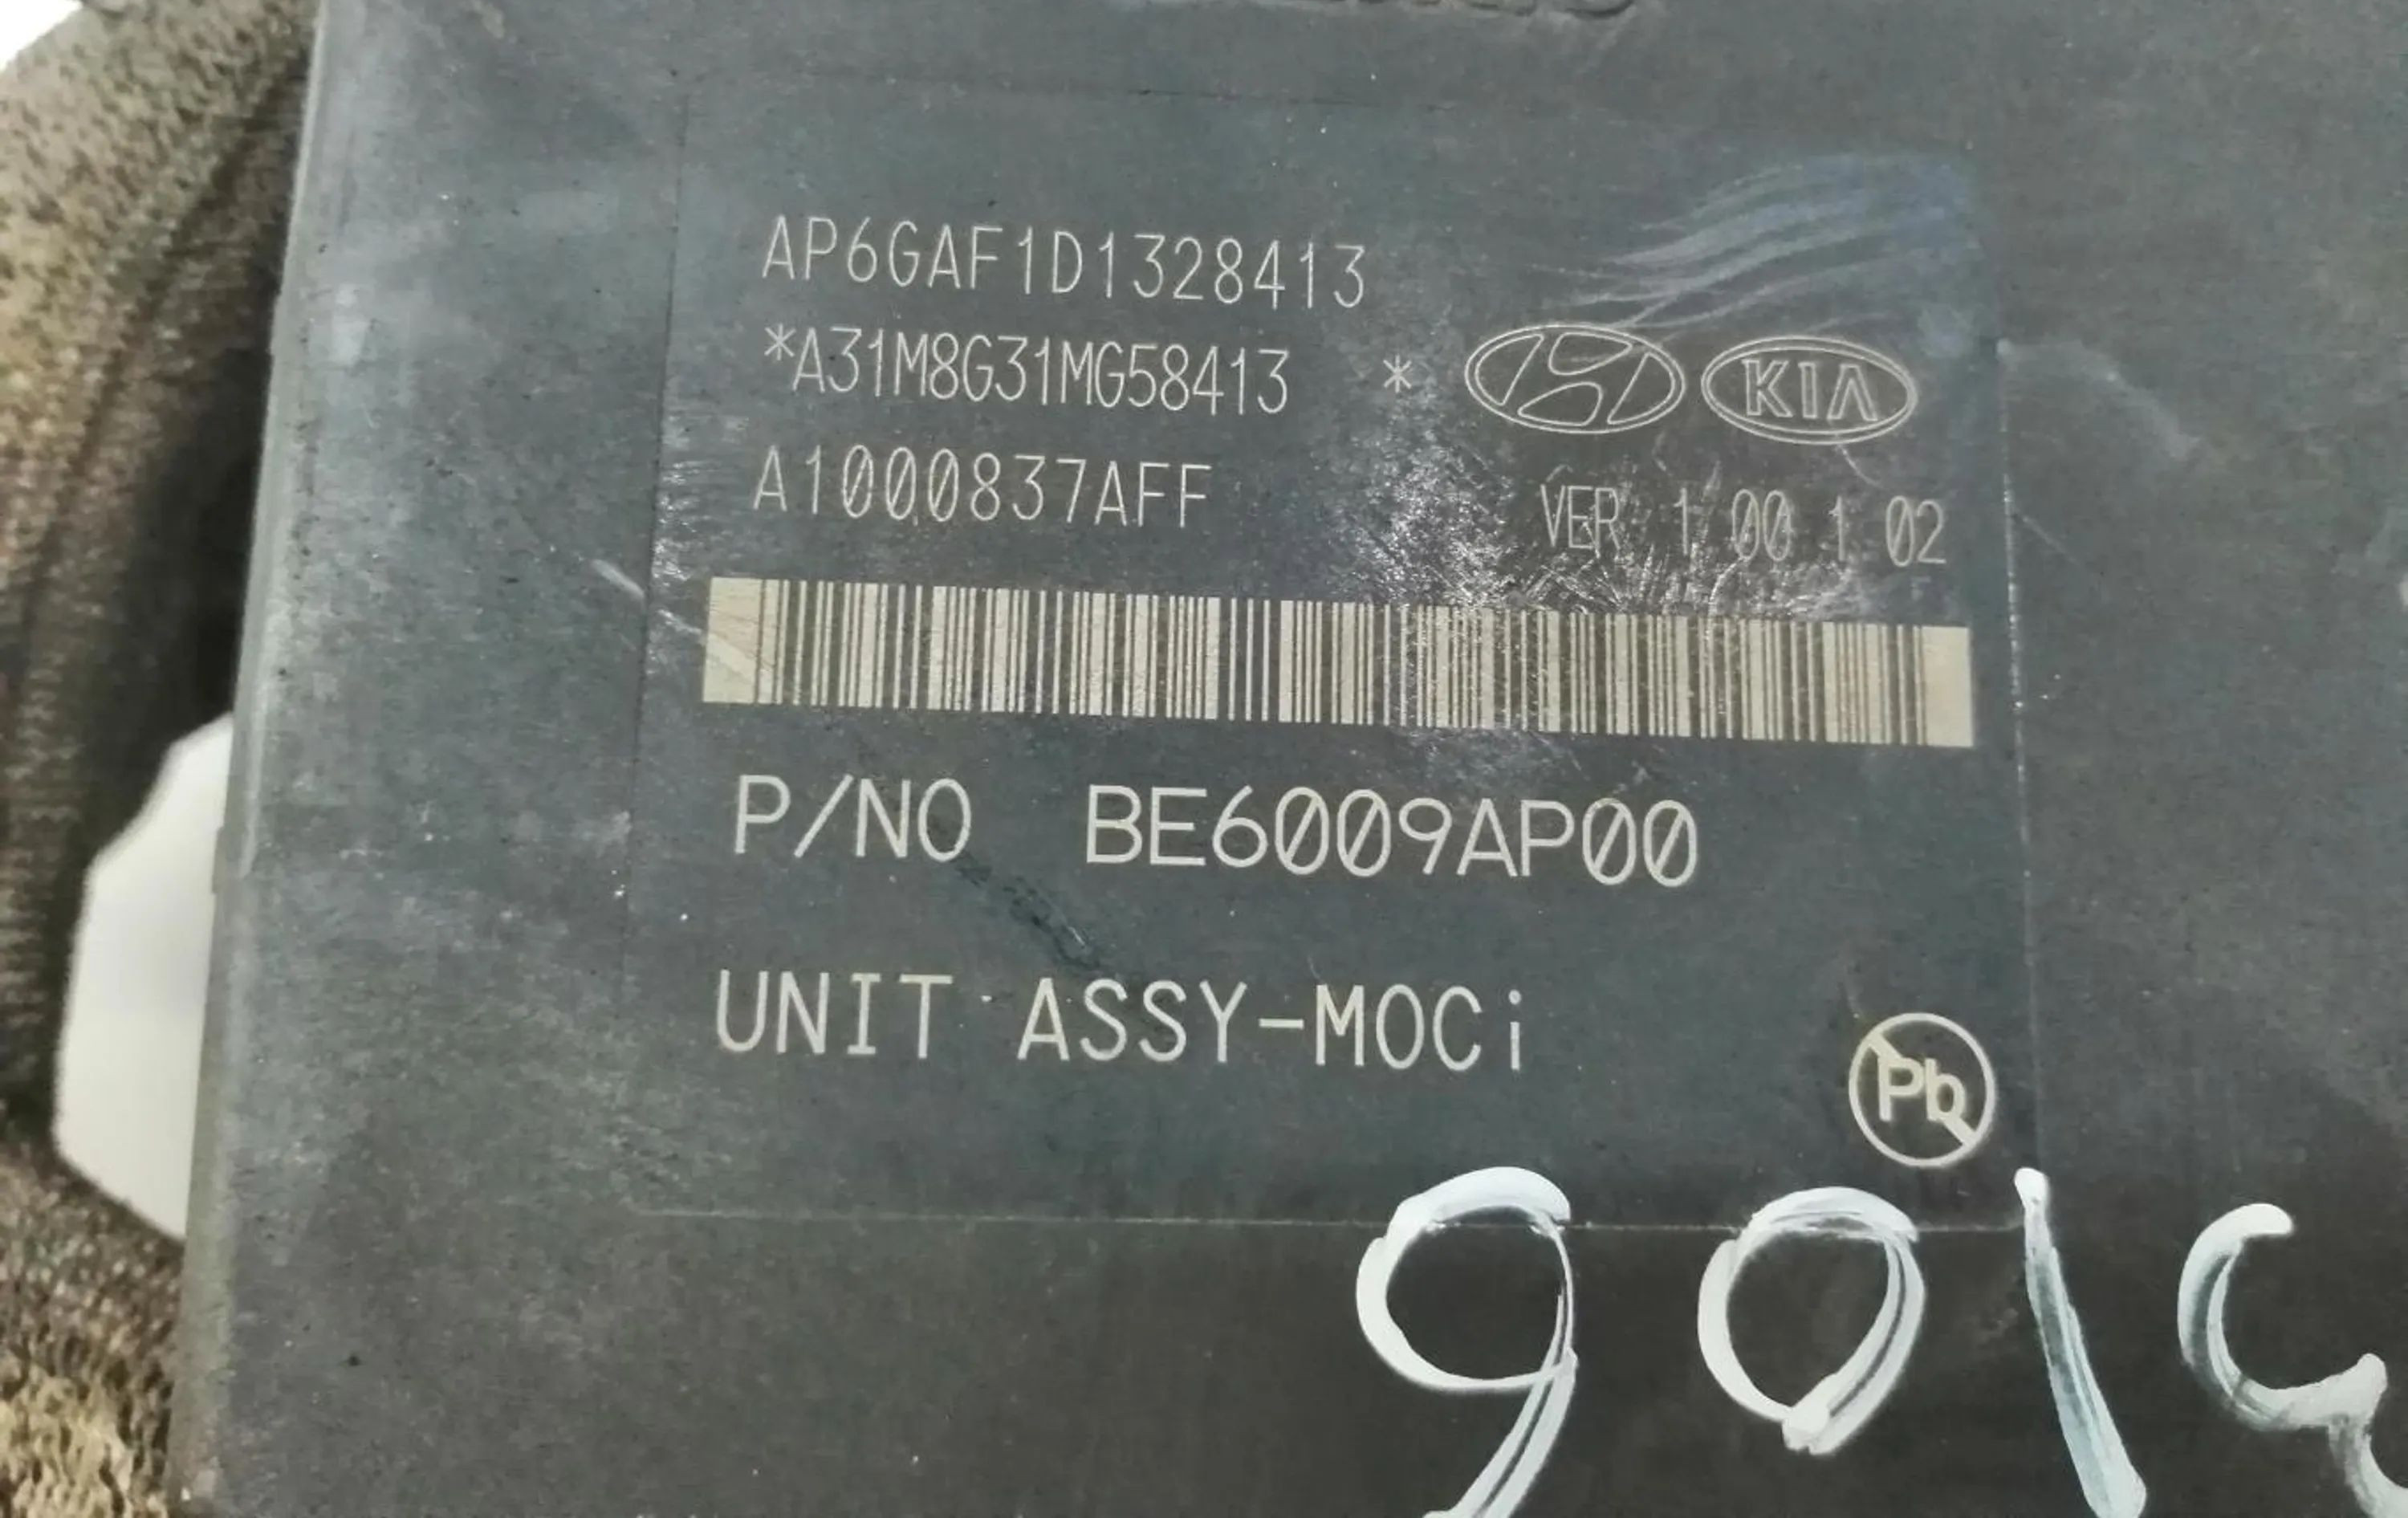 AP6GAF1D1328413
*A31M8G31MG58413 *
KIA
A1000837AFF
VER 1 00 1 02
P/NO BE6009AP00
UNIT ASSY-MOCi
Pb